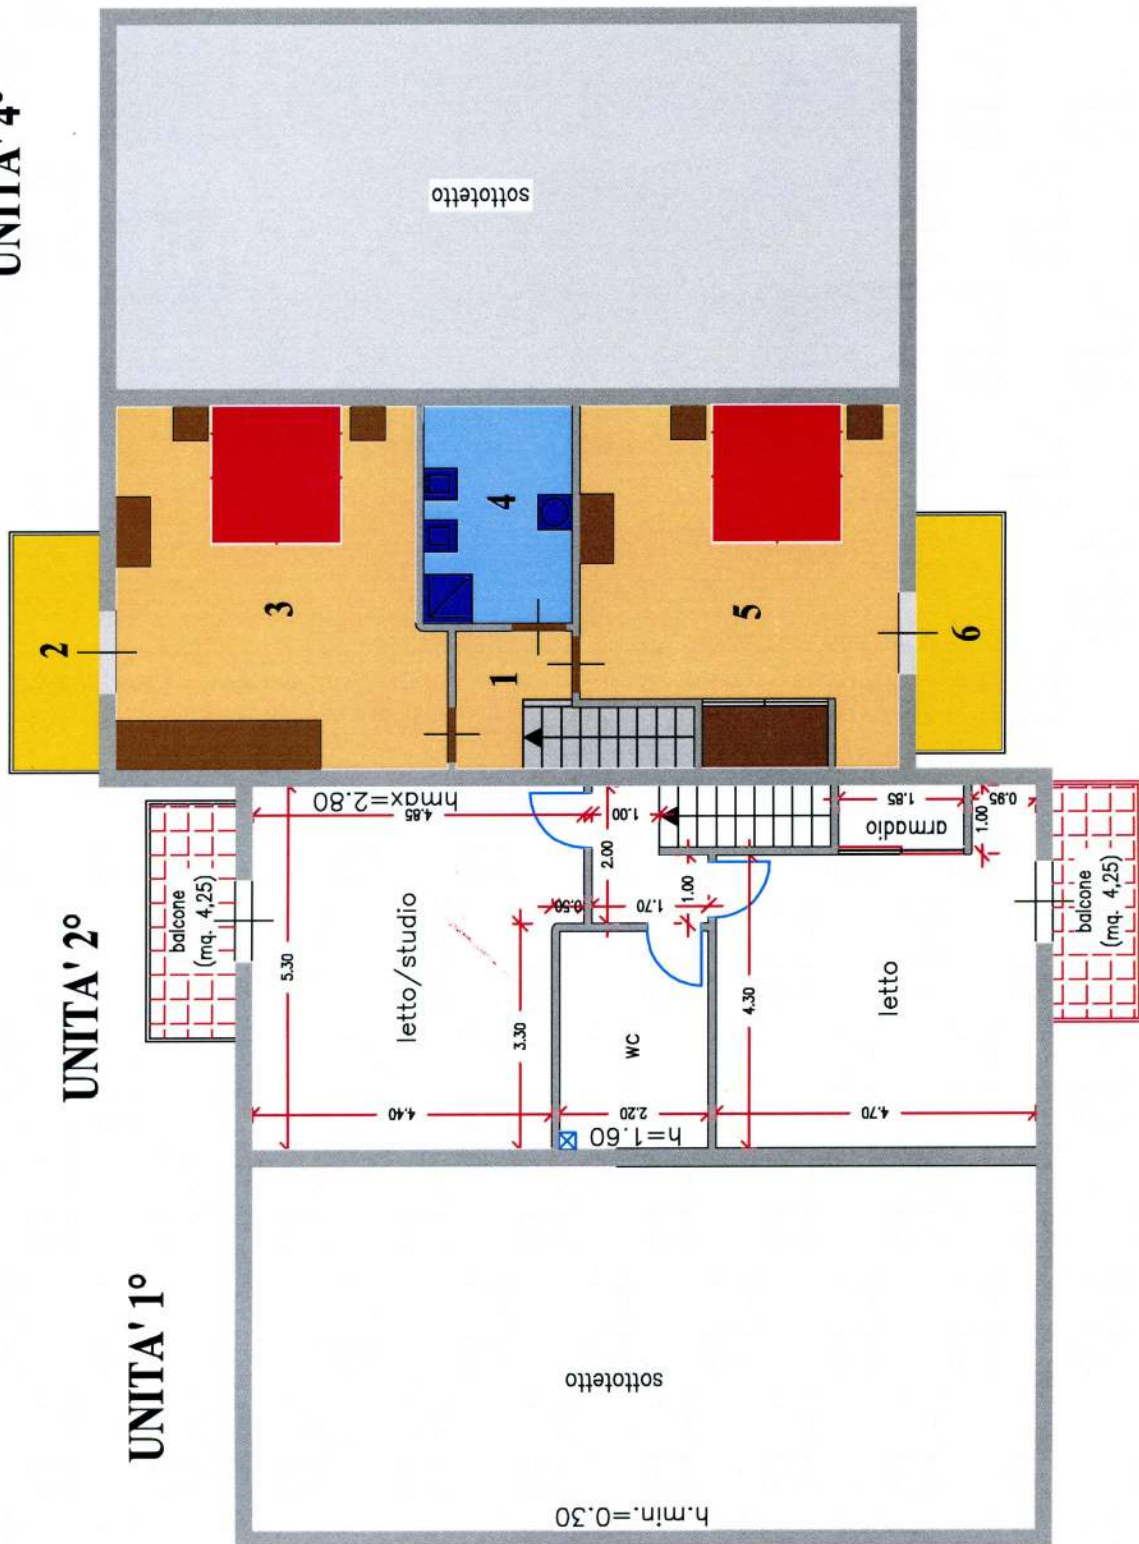 UNITA' 4°
sottotetto
2
3
4
1
5
6
UNITA' 2°
balcone
(mq. 4,25)
hmax=2.80
4.85
5.30
letto/studio
1.00
2.00
0.50
1.70
1.00
3.30
4.40
wc
2.20
h=1.60
4.30
letto
4.70
armadio
1.85
0.95
1.00
balcone
(mq. 4,25)
UNITA' 1°
sottotetto
h.min.=0.30